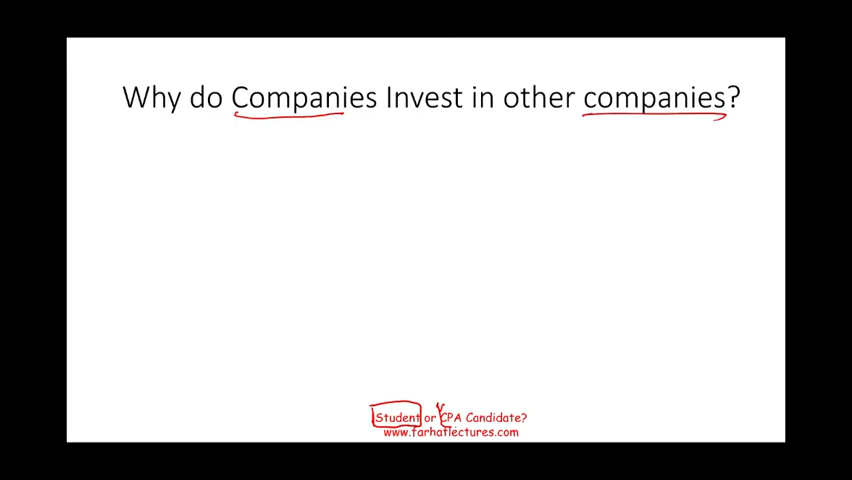 Why do Companies Invest in other companies?
Student or CPA Candidate?
www.farhatlectures.com